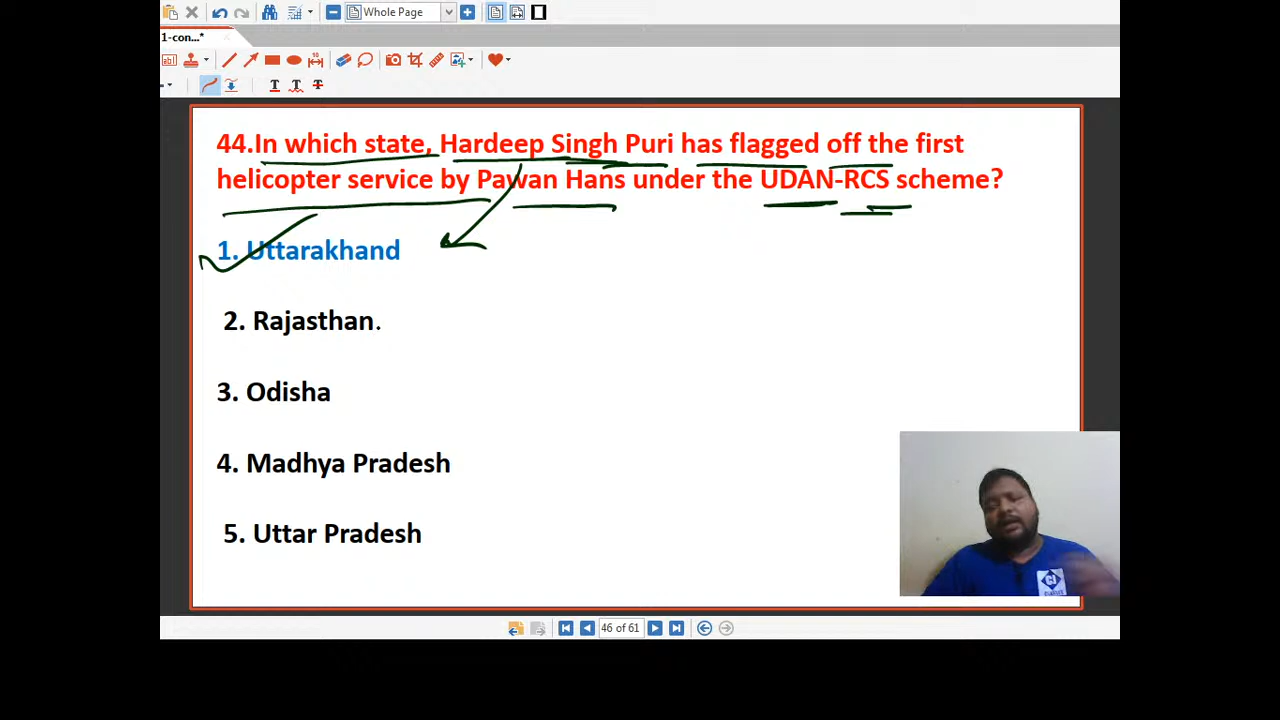 Whole Page
1-con...*
44.In which state, Hardeep Singh Puri has flagged off the first
helicopter service by Pawan Hans under the UDAN-RCS scheme?
1. Uttarakhand
2. Rajasthan.
3. Odisha
4. Madhya Pradesh
5. Uttar Pradesh
46 of 61